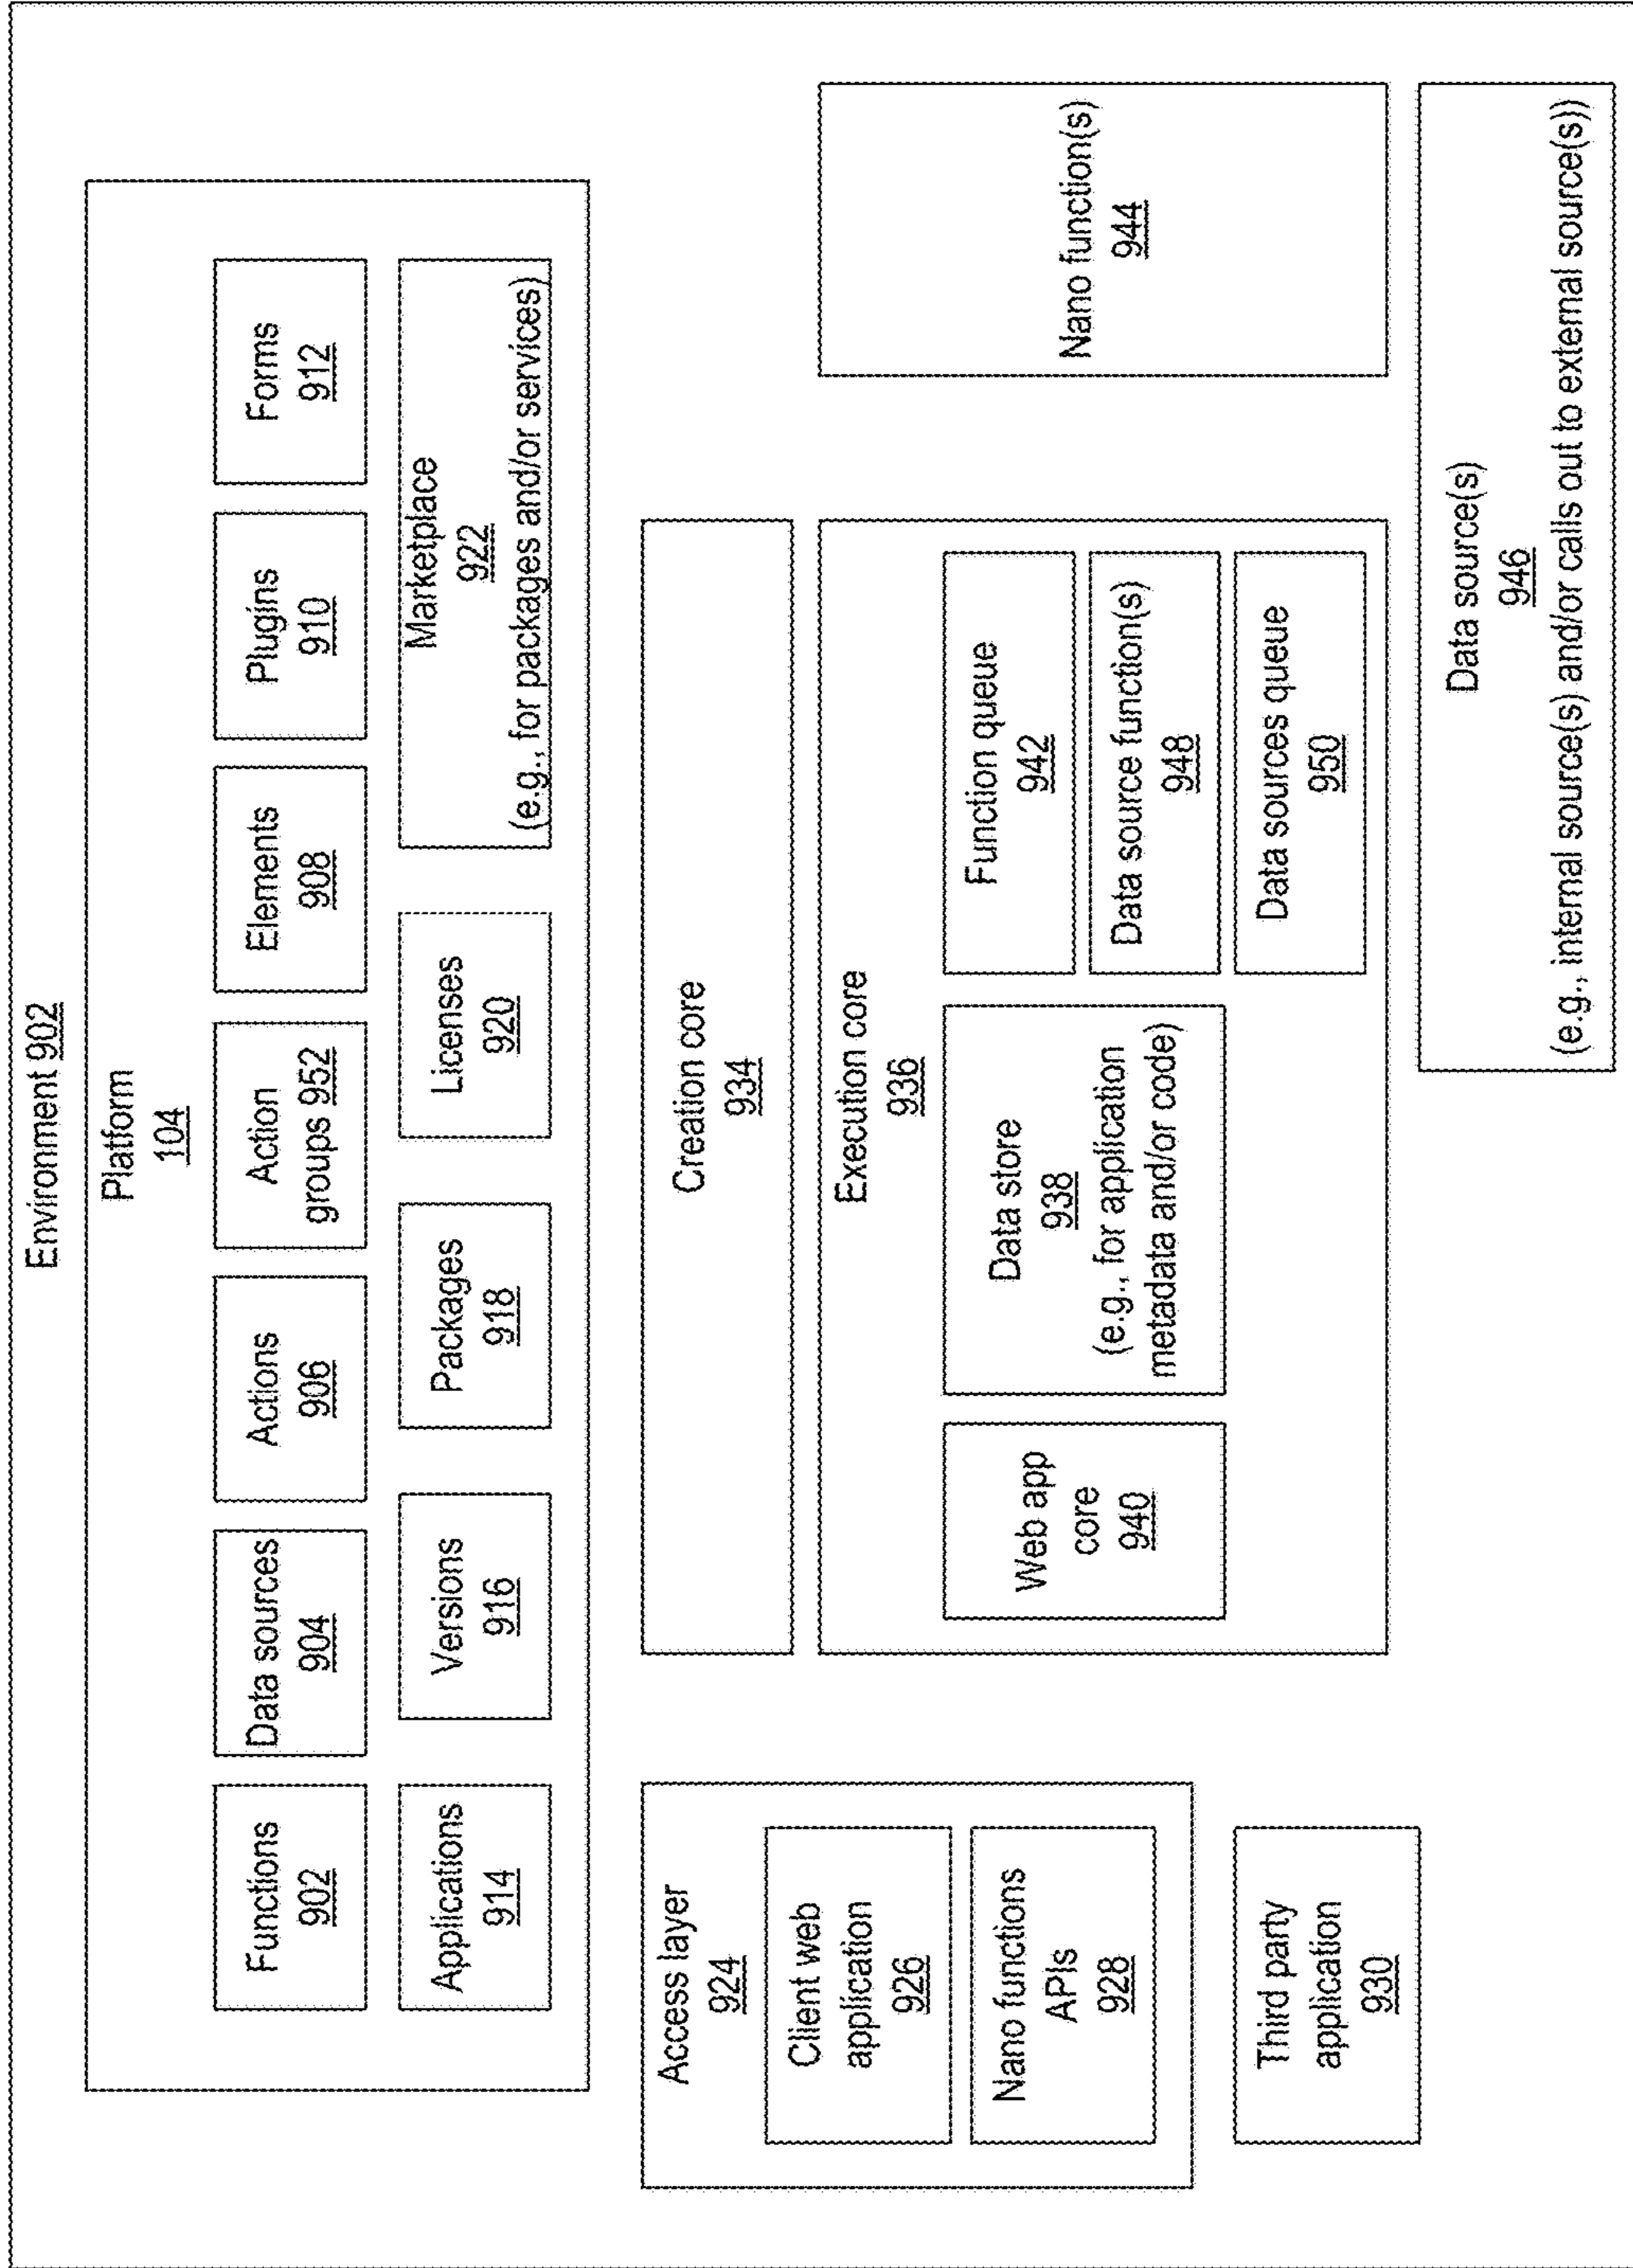 Environment 902
Platform
104
Functions
902
Data sources
904
Actions
906
Action
groups 952
Elements
908
Plugins
910
Forms
912
Applications
914
Versions
916
Packages
918
Licenses
920
Marketplace
922
(e.g., for packages and/or services)
Access layer
924
Client web
application
926
Nano functions
APIs
928
Third party
application
930
Creation core
934
Execution core
936
Web app
core
940
Data store
938
(e.g., for application
metadata and/or code)
Function queue
942
Data source function(s)
948
Data sources queue
950
Nano function(s)
944
Data source(s)
946
(e.g., internal source(s) and/or calls out to external source(s))